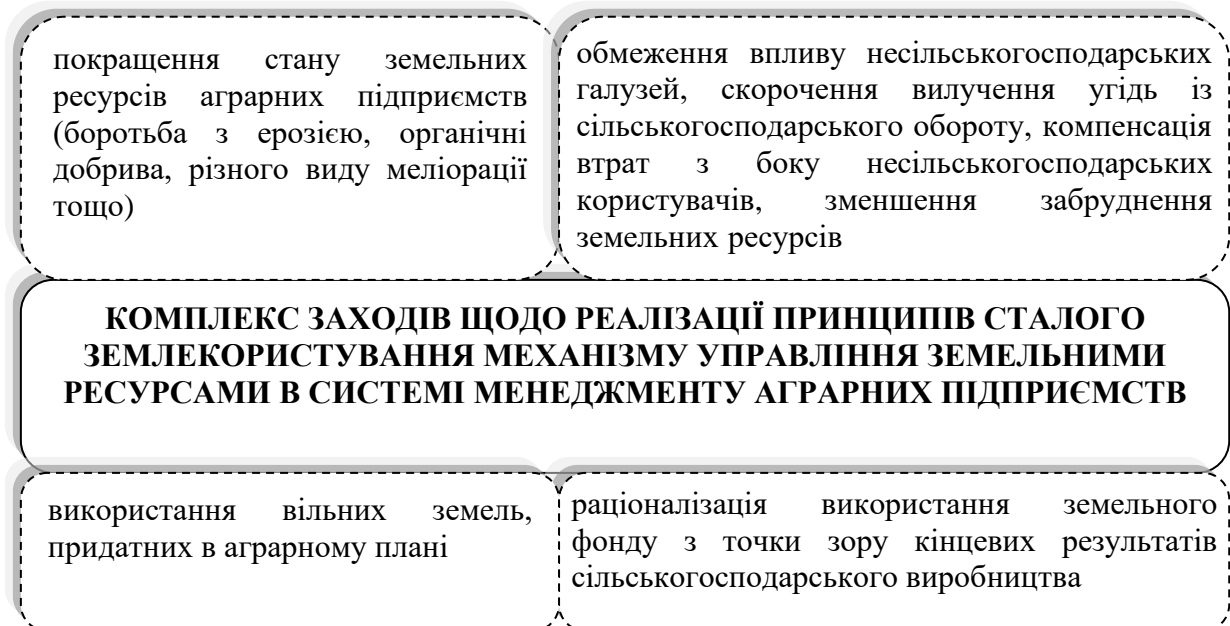 покращення стану земельних
ресурсів аграрних підприємств
(боротьба з ерозією, органічні
добрива, різного виду меліорації
тощо)
обмеження впливу несільськогосподарських
галузей, скорочення вилучення угідь із
сільськогосподарського обороту, компенсація
втрат з боку несільськогосподарських
користувачів, зменшення забруднення
земельних ресурсів
КОМПЛЕКС ЗАХОДІВ ЩОДО РЕАЛІЗАЦІЇ ПРИНЦИПІВ СТАЛОГО
ЗЕМЛЕКОРИСТУВАННЯ МЕХАНІЗМУ УПРАВЛІННЯ ЗЕМЕЛЬНИМИ
РЕСУРСАМИ В СИСТЕМІ МЕНЕДЖМЕНТУ АГРАРНИХ ПІДПРИЄМСТВ
використання вільних земель,
придатних в аграрному плані
раціоналізація використання земельного
фонду з точки зору кінцевих результатів
сільськогосподарського виробництва